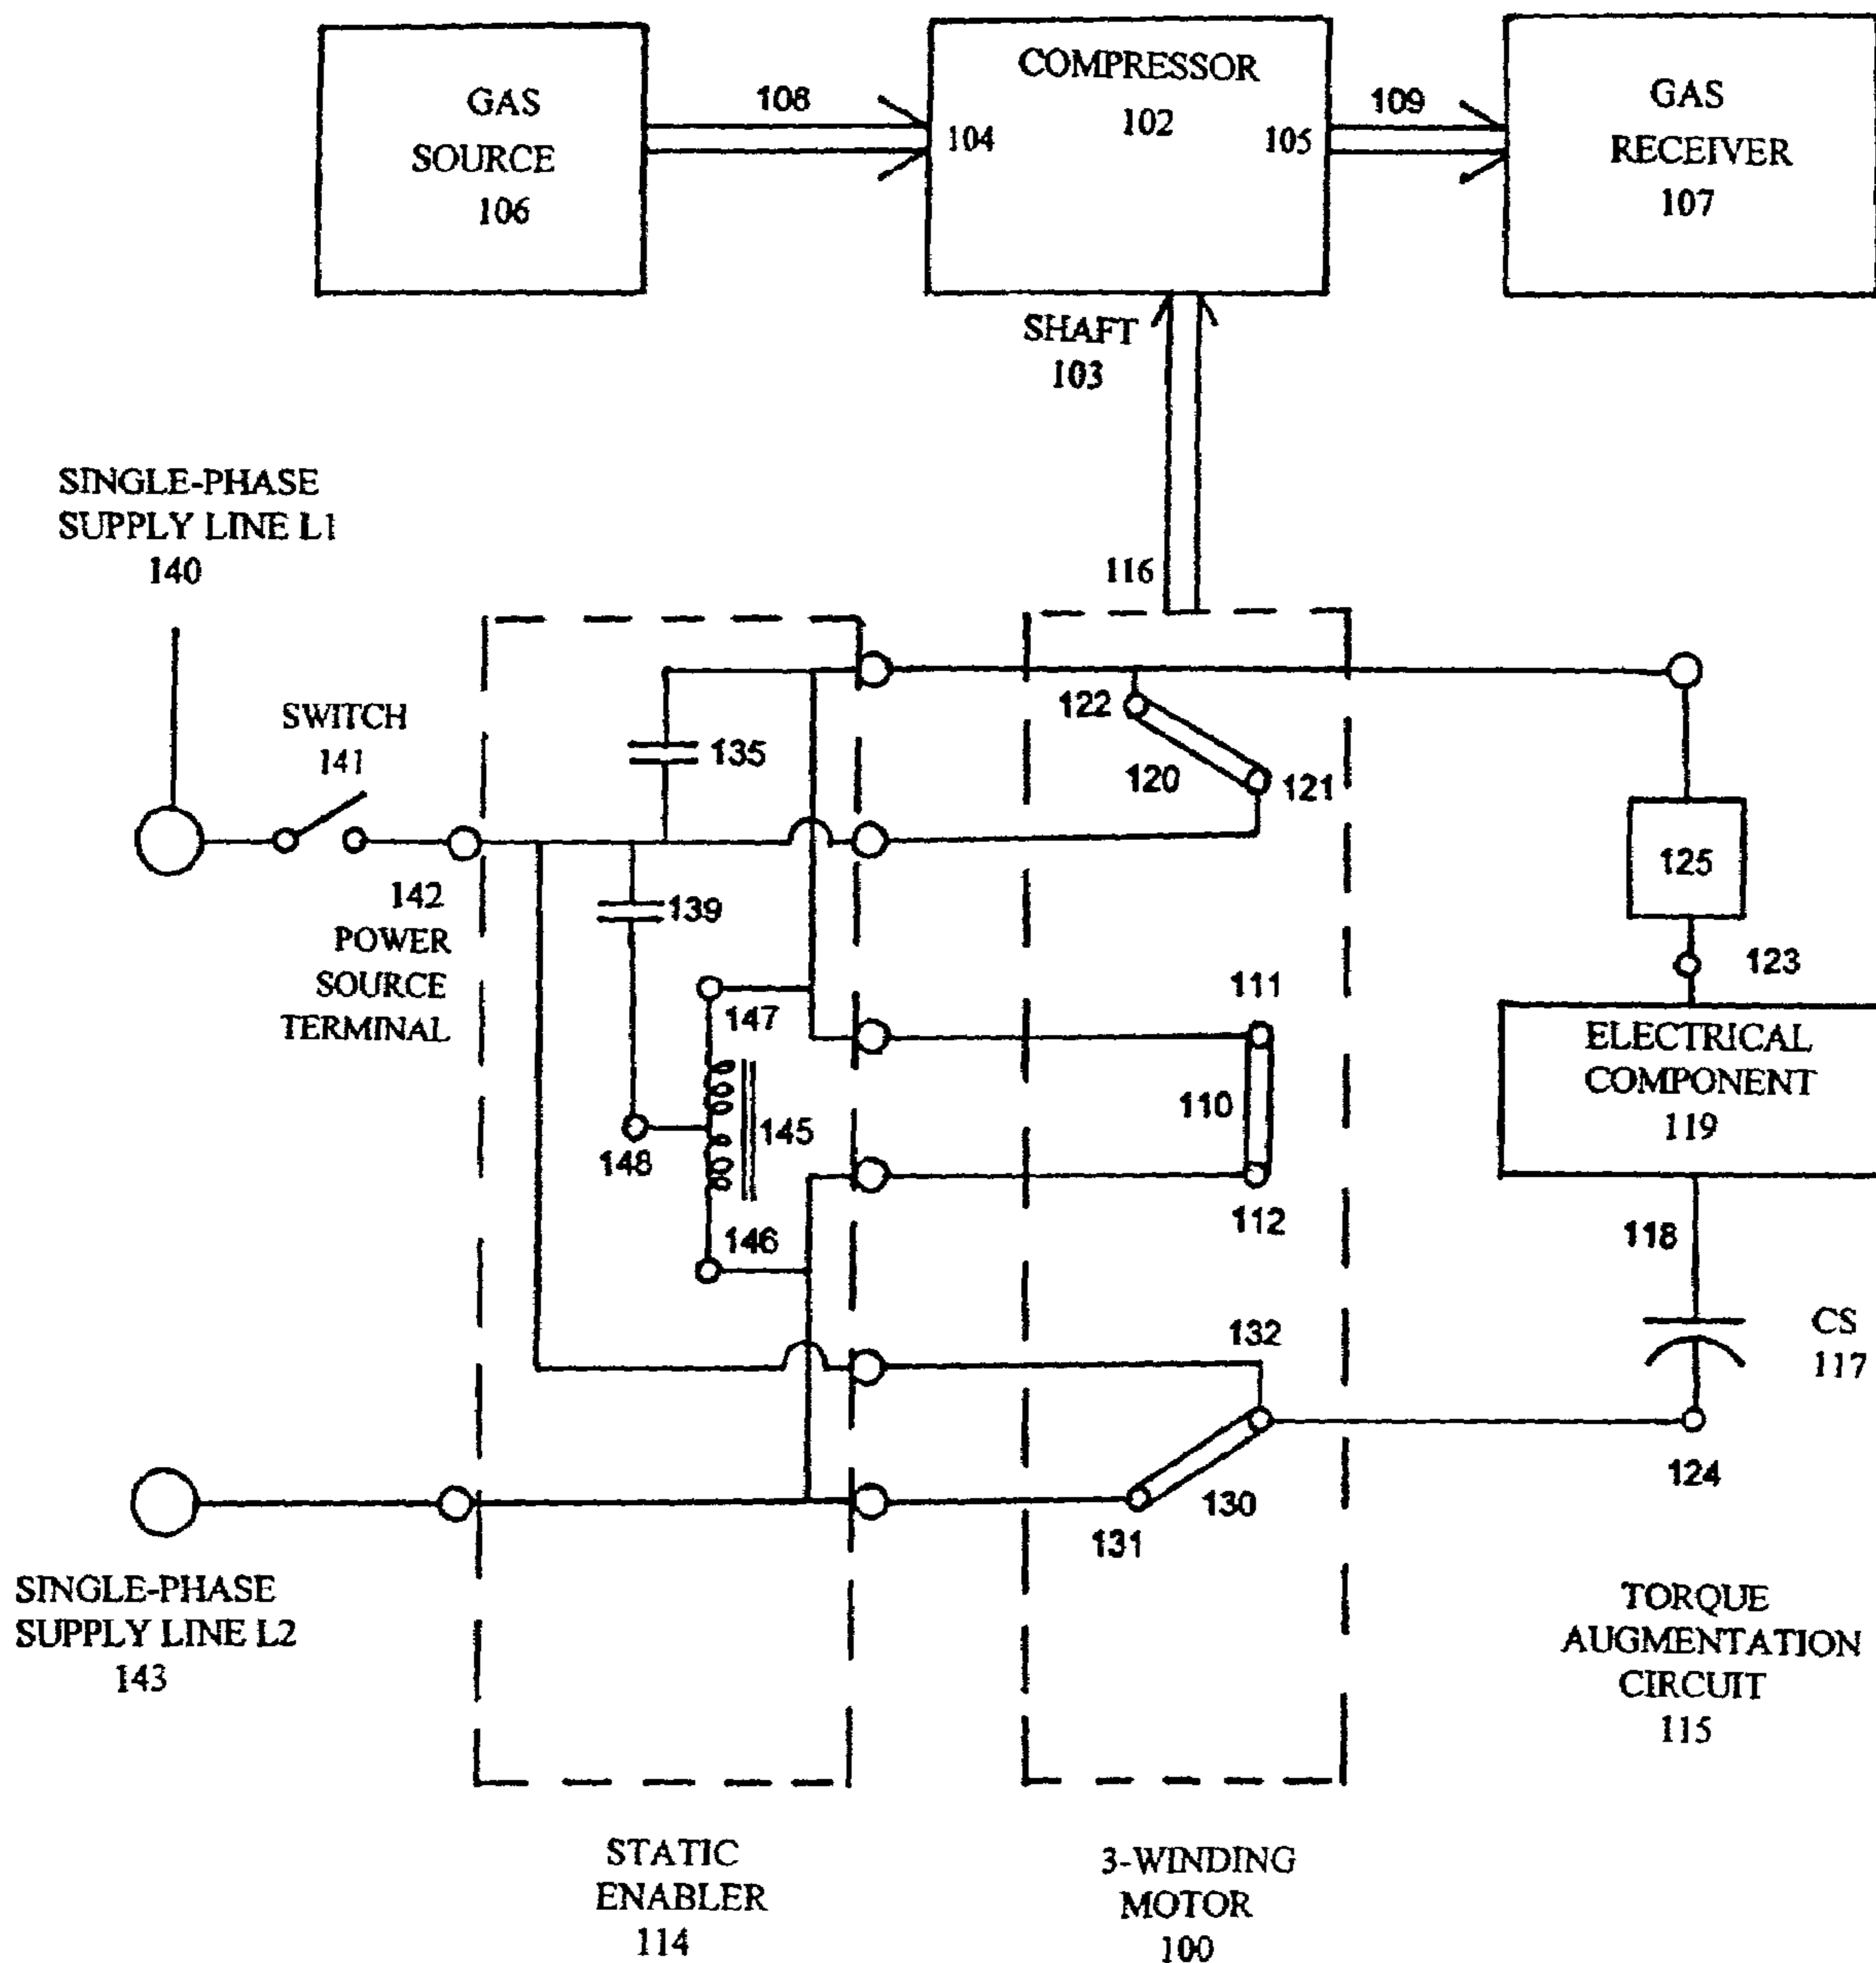 GAS
SOURCE
106
108
COMPRESSOR
102
104
105
109
GAS
RECEIVER
107
SHAFT
103
116
SINGLE-PHASE
SUPPLY LINE L1
140
SWITCH
141
142
POWER
SOURCE
TERMINAL
135
139
147
145
148
146
122
120
121
111
110
112
132
130
131
125
123
ELECTRICAL
COMPONENT
119
118
CS
117
124
SINGLE-PHASE
SUPPLY LINE L2
143
TORQUE
AUGMENTATION
CIRCUIT
115
STATIC
ENABLER
114
3-WINDING
MOTOR
100